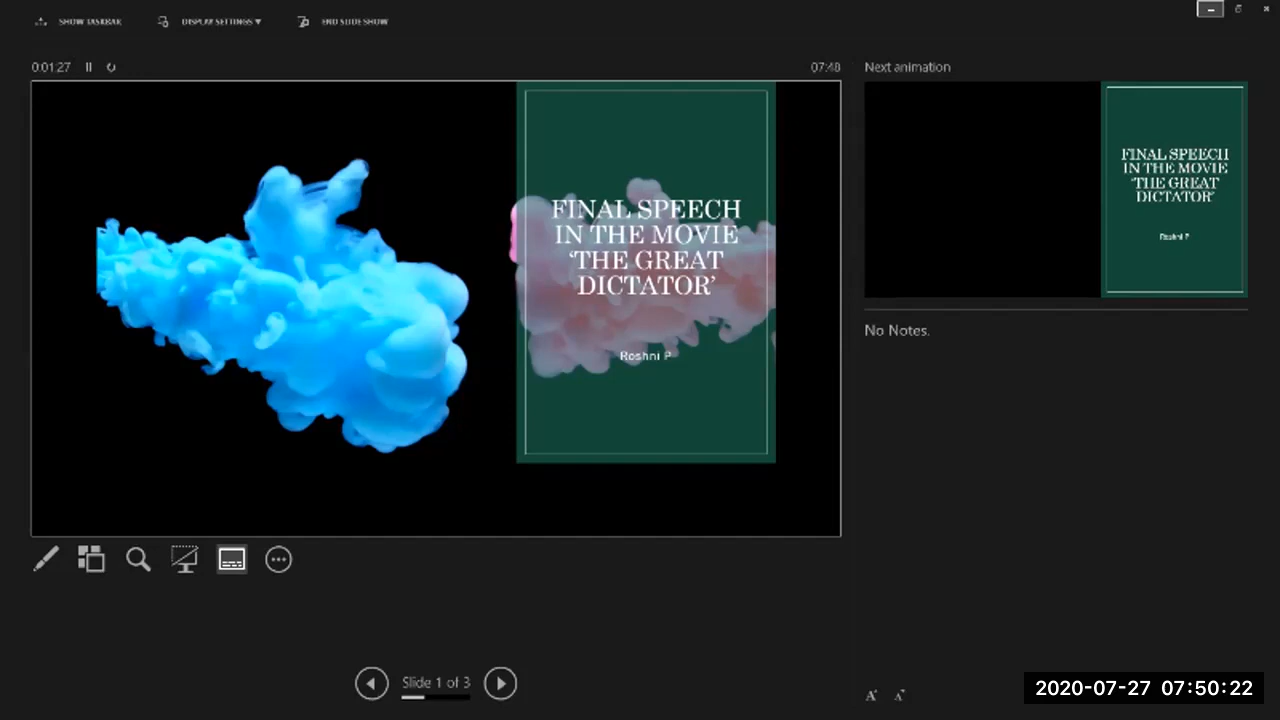 SHOW TASKBAR
DISPLAY SETTINGS ▼
END SLIDE SHOW
0:01:27
07:48
FINAL SPEECH
IN THE MOVIE
‘THE GREAT
DICTATOR’
Roshni P
Next animation
FINAL SPEECH
IN THE MOVIE
‘THE GREAT
DICTATOR’
Roshni P
No Notes.
Slide 1 of 3
A A
2020-07-27 07:50:22